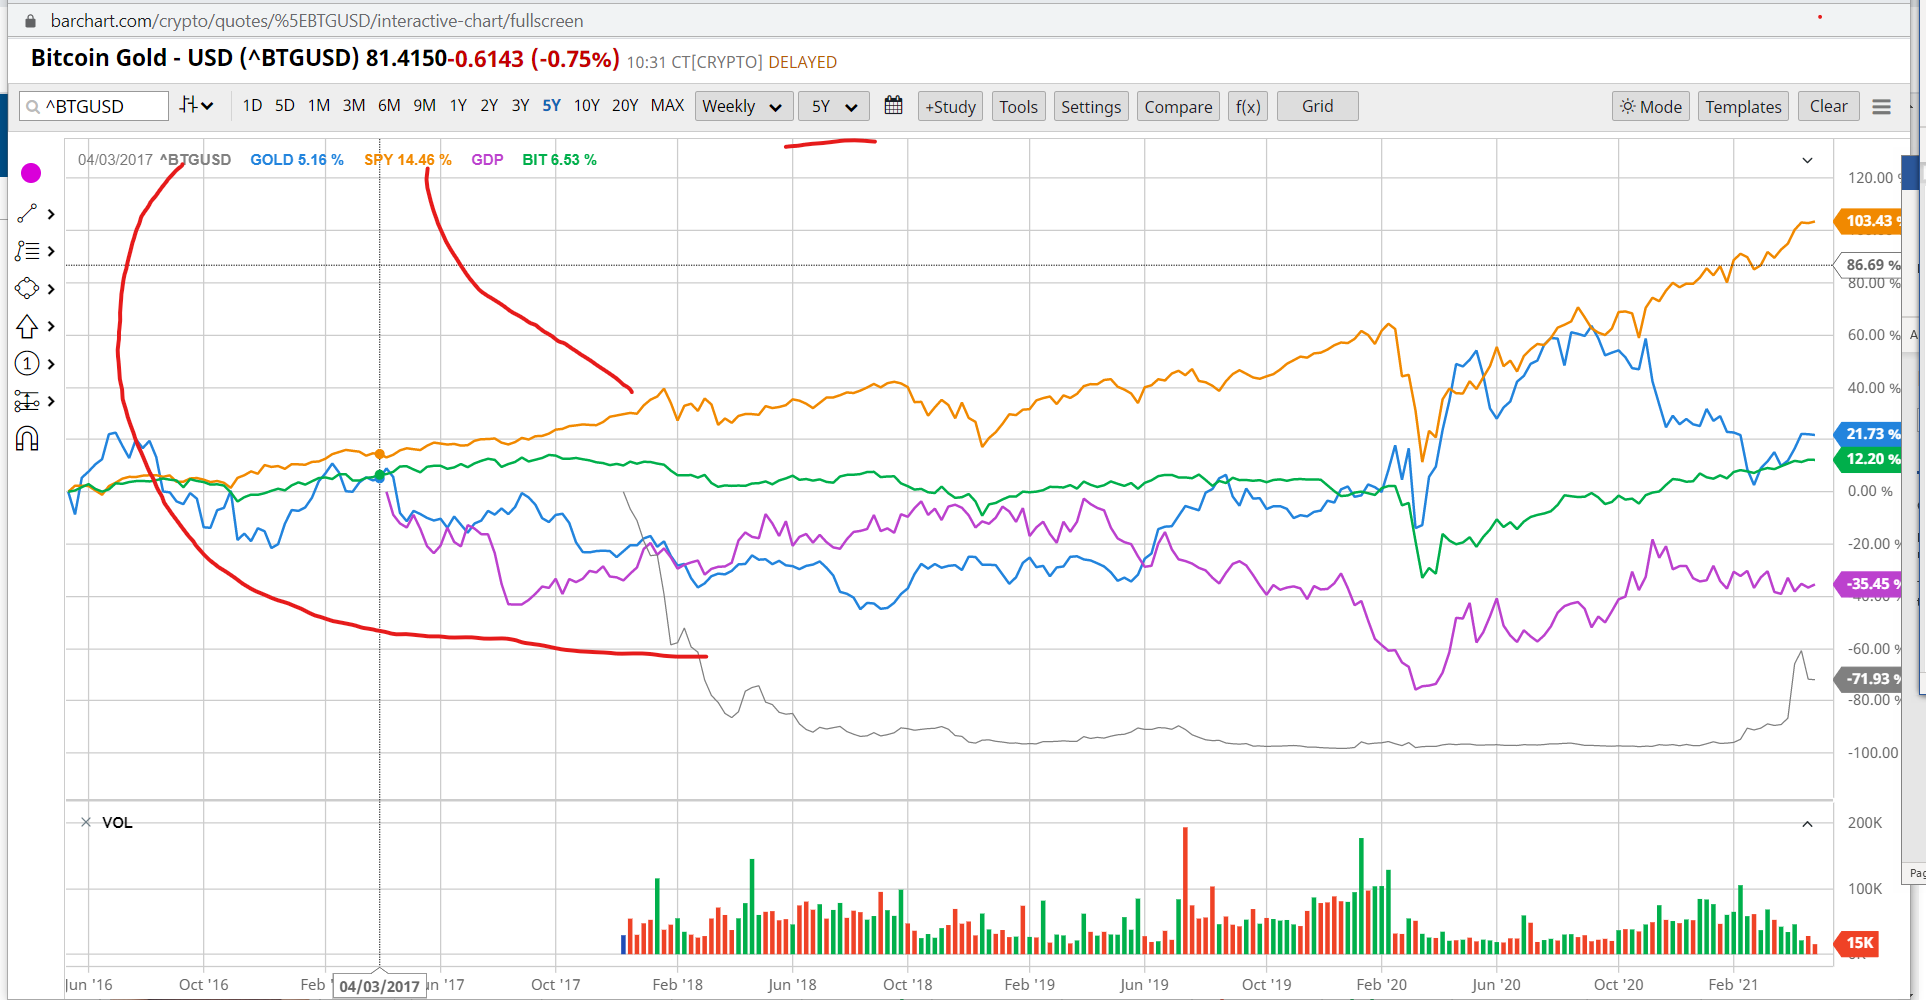 barchart.com/crypto/quotes/%5EBTGUSD/interactive-chart/fullscreen
Bitcoin Gold - USD (^BTGUSD) 81.4150-0.6143 (-0.75%) 10:31 CT[CRYPTO] DELAYED
^BTGUSD 1D 5D 1M 3M 6M 9M 1Y 2Y 3Y 5Y 10Y 20Y MAX Weekly 5Y +Study Tools Settings Compare f(x) Grid Mode Templates Clear
04/03/2017 ^BTGUSD GOLD 5.16 % SPY 14.46 % GDP BIT 6.53 %
120.00 %
103.43 %
86.69 %
80.00 %
60.00 %
40.00 %
21.73 %
12.20 %
0.00 %
-20.00 %
-35.45 %
-40.00 %
-60.00 %
-71.93 %
-80.00 %
-100.00
1
VOL
200K
100K
15K
Jun '16 Oct '16 Feb 04/03/2017 un '17 Oct '17 Feb '18 Jun '18 Oct '18 Feb '19 Jun '19 Oct '19 Feb '20 Jun '20 Oct '20 Feb '21
A
Pag